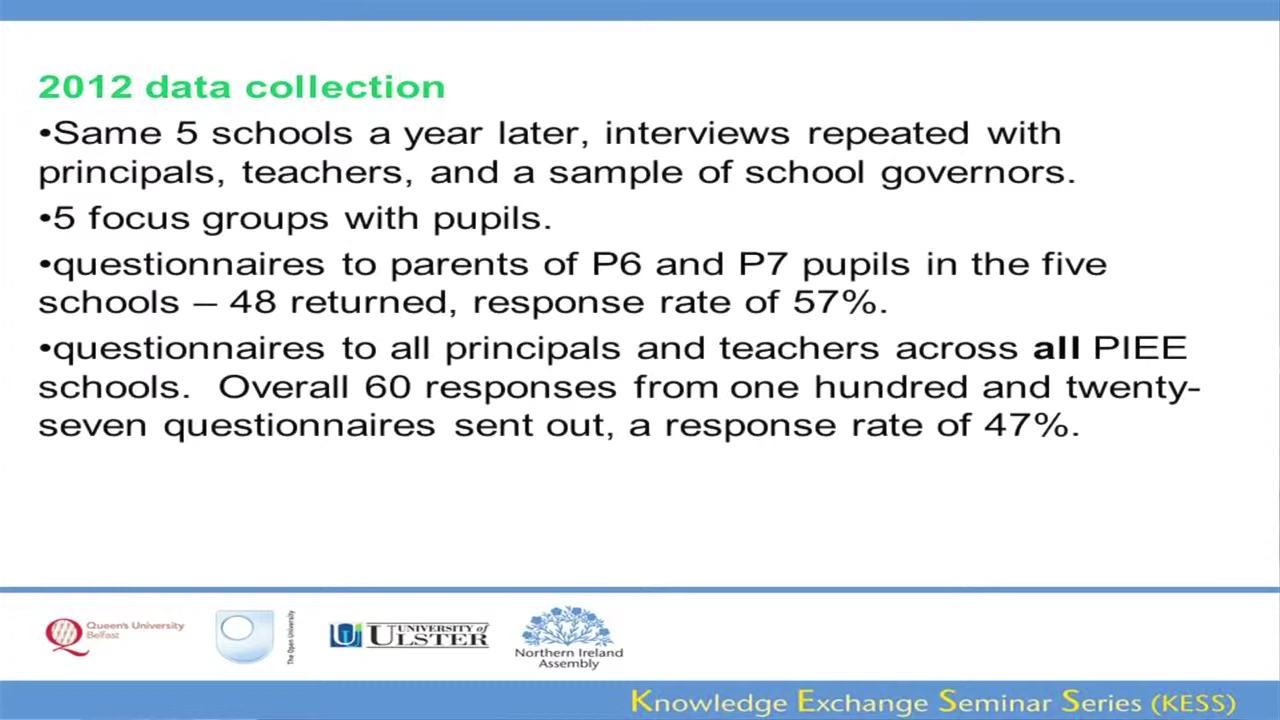 2012 data collection
•Same 5 schools a year later, interviews repeated with
principals, teachers, and a sample of school governors.
•5 focus groups with pupils.
•questionnaires to parents of P6 and P7 pupils in the five
schools – 48 returned, response rate of 57%.
•questionnaires to all principals and teachers across all PIEE
schools.  Overall 60 responses from one hundred and twenty-
seven questionnaires sent out, a response rate of 47%.
Queen's University
Belfast
The Open University
UNIVERSITY of
ULSTER
Northern Ireland
Assembly
Knowledge Exchange Seminar Series (KESS)